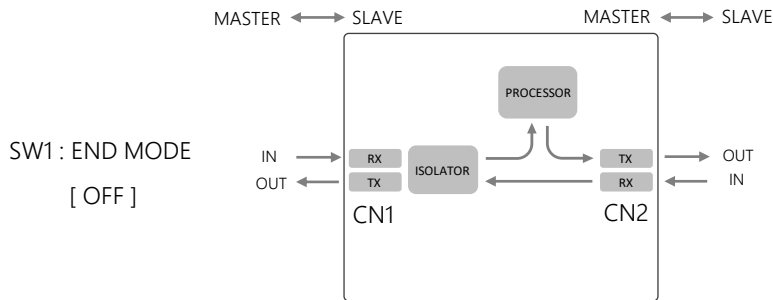 MASTER SLAVE MASTER SLAVE
PROCESSOR
SW1 : END MODE
[ OFF ]
IN RX ISOLATOR TX OUT
OUT TX RX IN
CN1 CN2